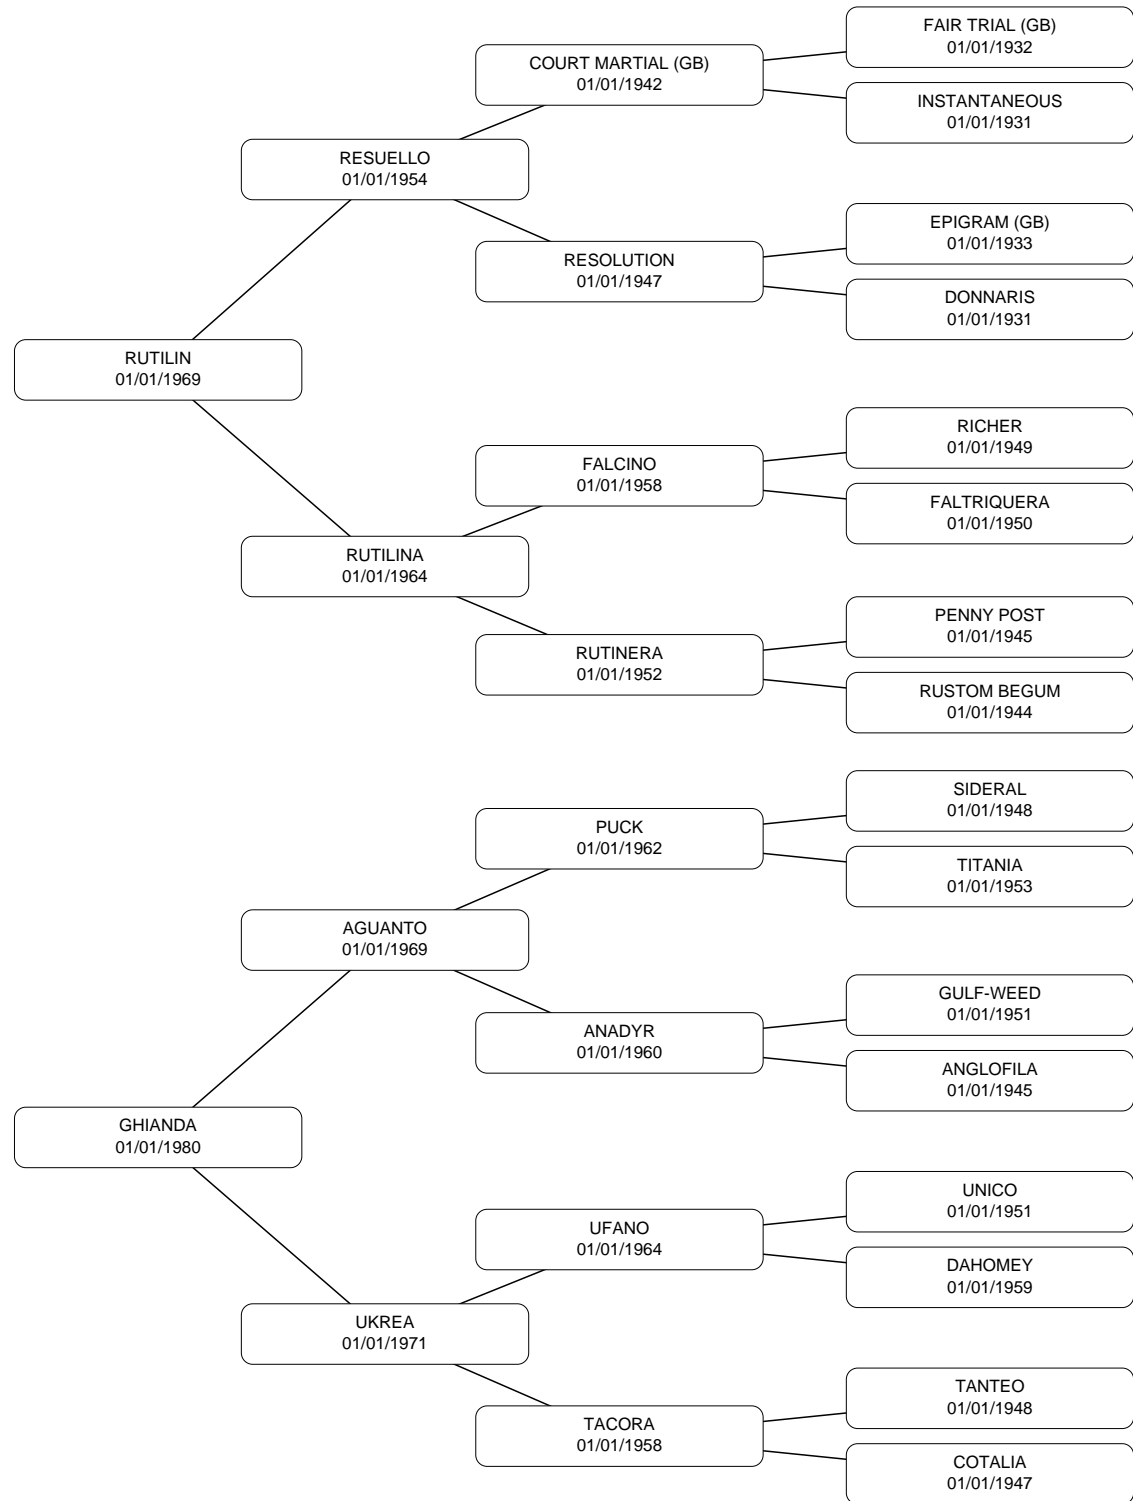 FAIR TRIAL (GB)
01/01/1932
COURT MARTIAL (GB)
01/01/1942
INSTANTANEOUS
01/01/1931
RESUELLO
01/01/1954
EPIGRAM (GB)
01/01/1933
RESOLUTION
01/01/1947
DONNARIS
01/01/1931
RUTILIN
01/01/1969
RICHER
01/01/1949
FALCINO
01/01/1958
FALTRIQUERA
01/01/1950
RUTILINA
01/01/1964
PENNY POST
01/01/1945
RUTINERA
01/01/1952
RUSTOM BEGUM
01/01/1944
SIDERAL
01/01/1948
PUCK
01/01/1962
TITANIA
01/01/1953
AGUANTO
01/01/1969
GULF-WEED
01/01/1951
ANADYR
01/01/1960
ANGLOFILA
01/01/1945
GHIANDA
01/01/1980
UNICO
01/01/1951
UFANO
01/01/1964
DAHOMEY
01/01/1959
UKREA
01/01/1971
TANTEO
01/01/1948
TACORA
01/01/1958
COTALIA
01/01/1947